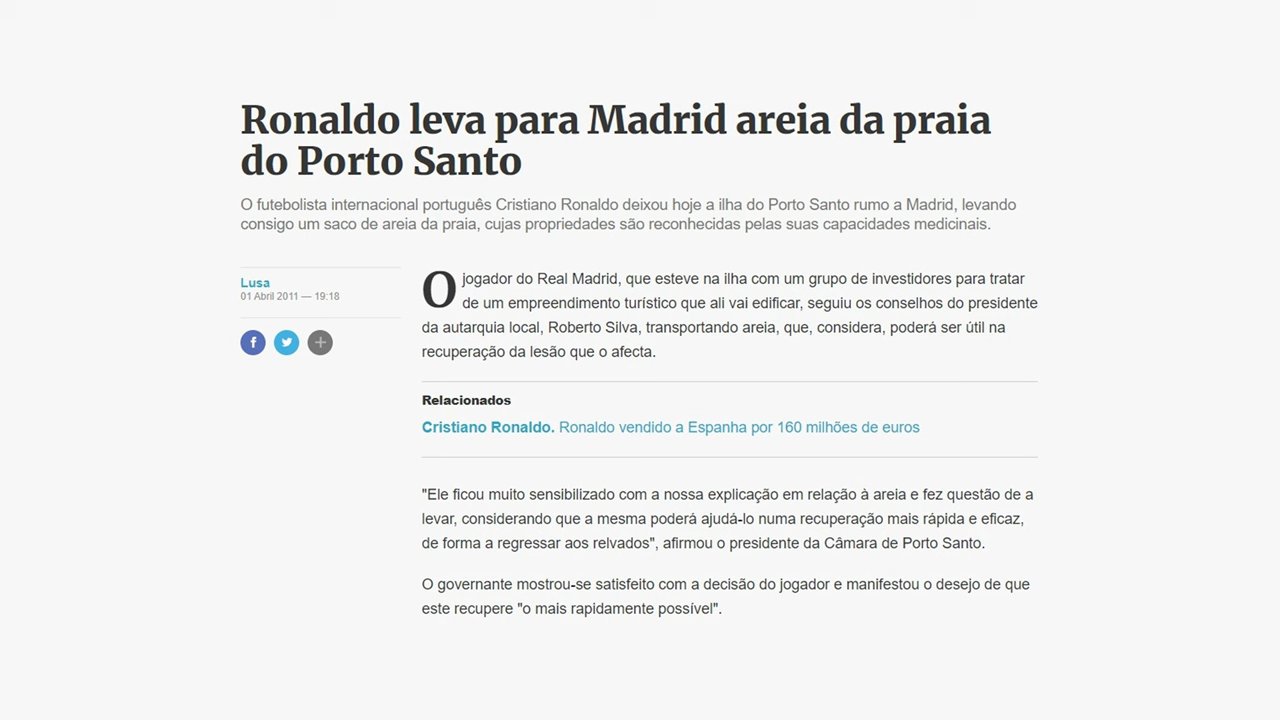 Ronaldo leva para Madrid areia da praia
do Porto Santo
O futebolista internacional português Cristiano Ronaldo deixou hoje a ilha do Porto Santo rumo a Madrid, levando
consigo um saco de areia da praia, cujas propriedades são reconhecidas pelas suas capacidades medicinais.
Lusa
01 Abril 2011 — 19:18
O jogador do Real Madrid, que esteve na ilha com um grupo de investidores para tratar
de um empreendimento turístico que ali vai edificar, seguiu os conselhos do presidente
da autarquia local, Roberto Silva, transportando areia, que, considera, poderá ser útil na
recuperação da lesão que o afecta.
Relacionados
Cristiano Ronaldo. Ronaldo vendido a Espanha por 160 milhões de euros
"Ele ficou muito sensibilizado com a nossa explicação em relação à areia e fez questão de a
levar, considerando que a mesma poderá ajudá-lo numa recuperação mais rápida e eficaz,
de forma a regressar aos relvados", afirmou o presidente da Câmara de Porto Santo.
O governante mostrou-se satisfeito com a decisão do jogador e manifestou o desejo de que
este recupere "o mais rapidamente possível".